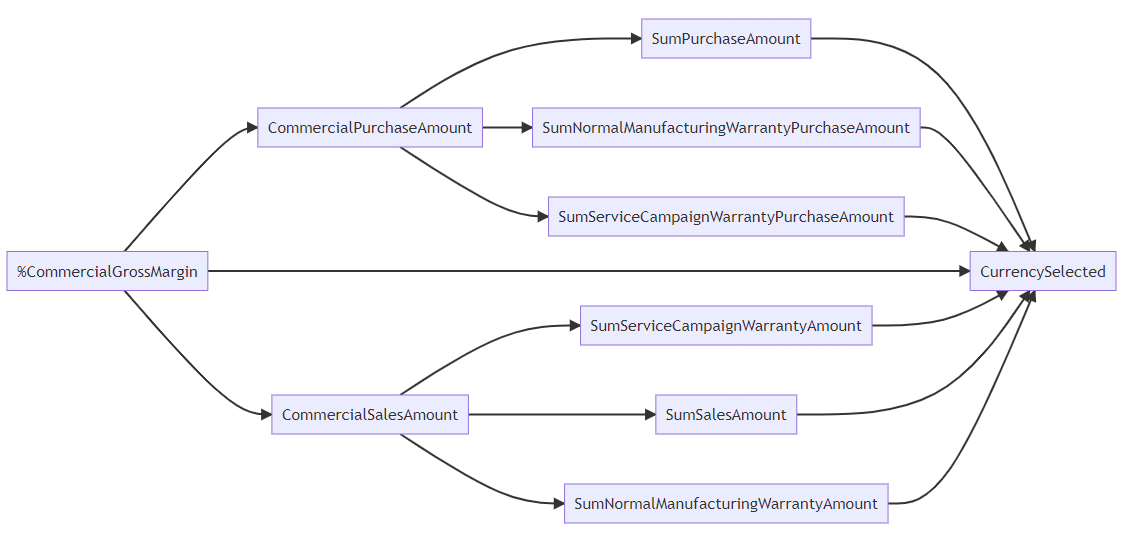 SumPurchaseAmount
CommercialPurchaseAmount
SumNormalManufacturingWarrantyPurchaseAmount
SumServiceCampaignWarrantyPurchaseAmount
%CommercialGrossMargin
CurrencySelected
SumServiceCampaignWarrantyAmount
CommercialSalesAmount
SumSalesAmount
SumNormalManufacturingWarrantyAmount